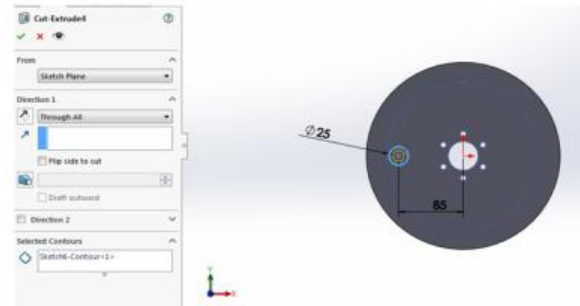 Cut-Extrude4
From
Sketch Plane
Direction 1
Through All
Flip side to cut
Draft outward
Direction 2
Selected Contours
Sketch6-Contour<1>
Ø25
85
Y
X